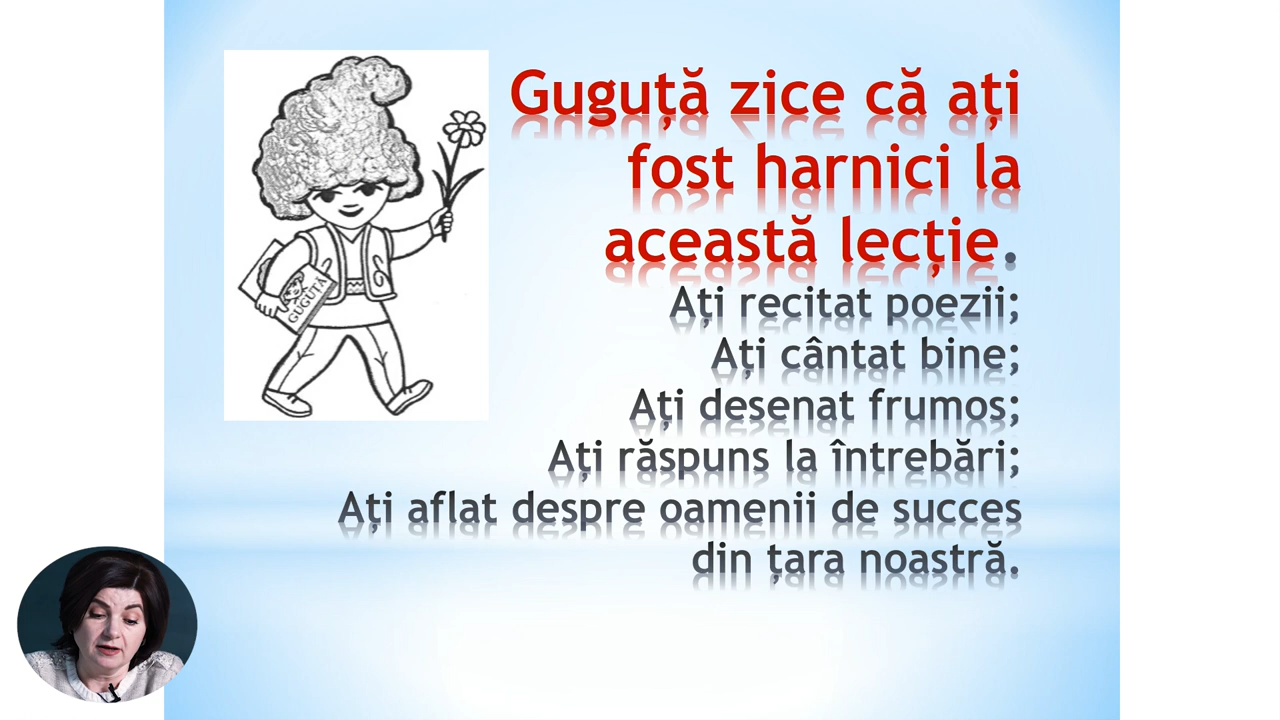 Guguță zice că ați
fost harnici la
această lecție.
Ați recitat poezii;
Ați cântat bine;
Ați desenat frumos;
Ați răspuns la întrebări;
Ați aflat despre oamenii de succes
din țara noastră.
GUGUȚĂ